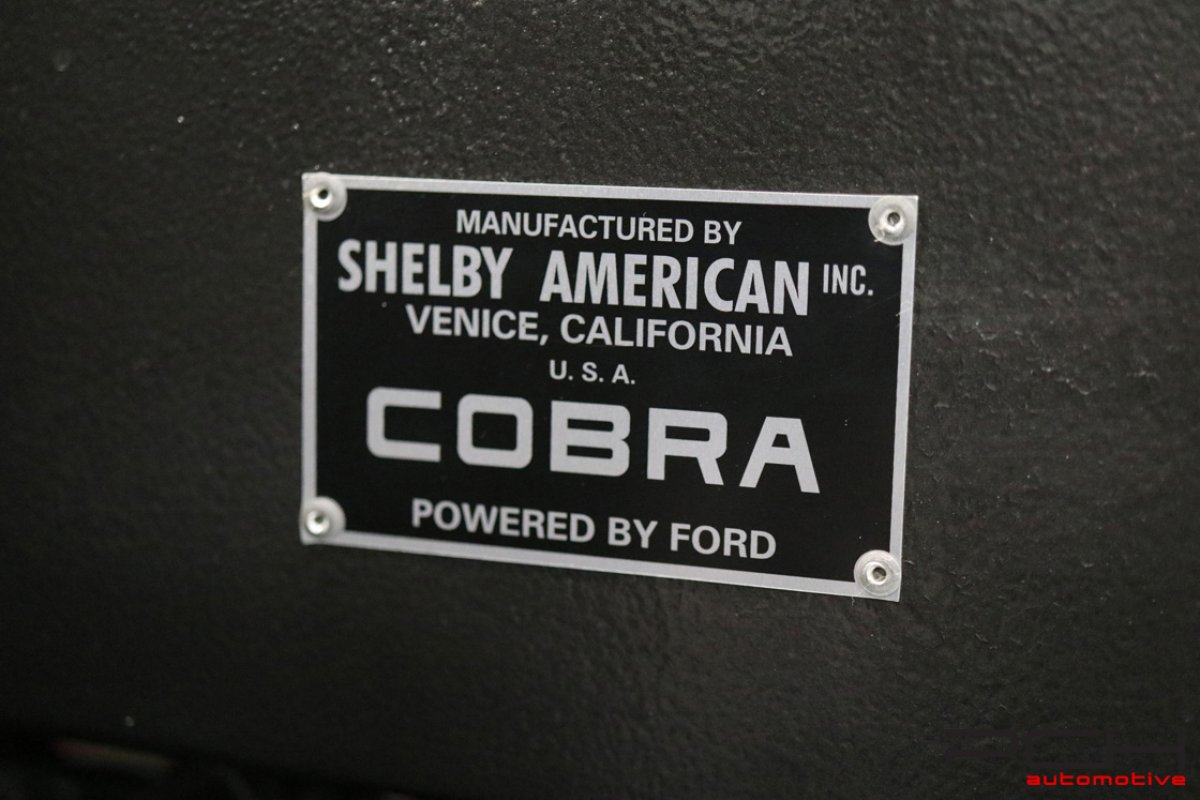 MANUFACTURED BY
SHELBY AMERICAN INC.
VENICE, CALIFORNIA
U. S. A.
COBRA
POWERED BY FORD
automotive